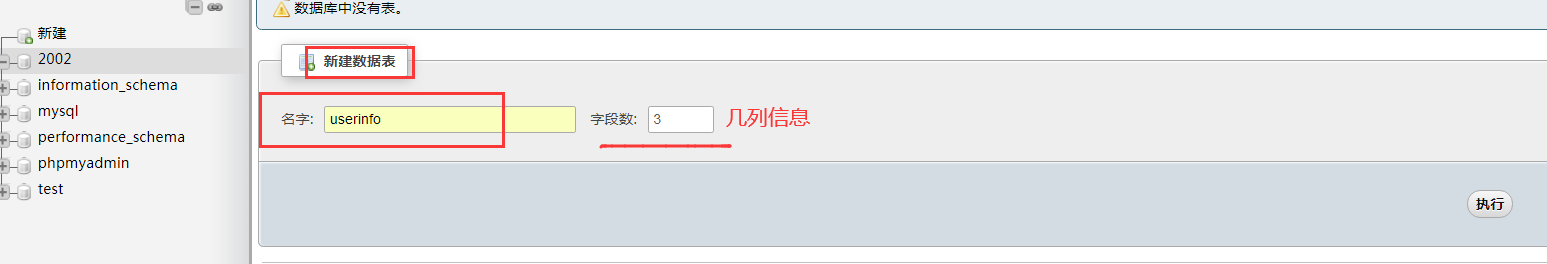 数据库中没有表。
新建
2002
information_schema
mysql
performance_schema
phpmyadmin
test
新建数据表
名字: userinfo 字段数: 3 几列信息
执行